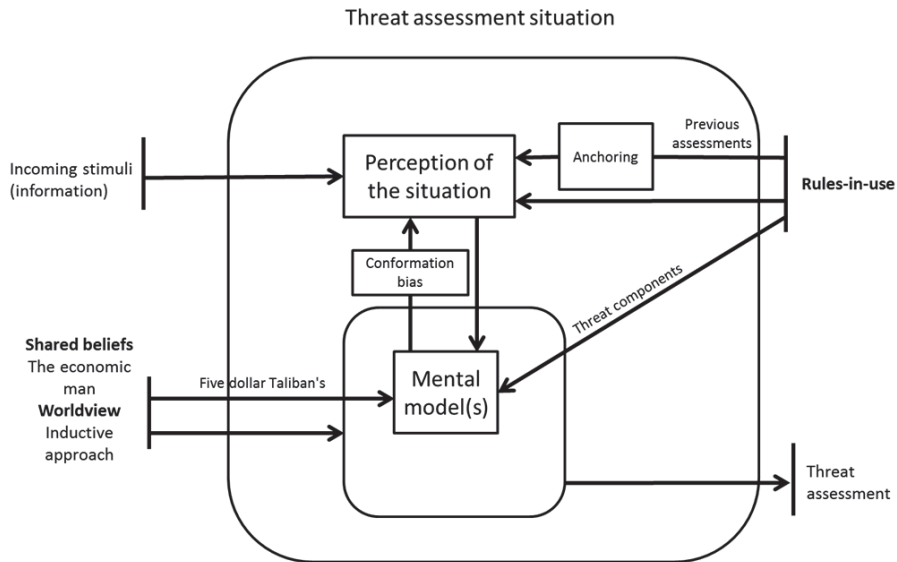 Threat assessment situation
Previous
assessments
Anchoring
Incoming stimuli
(information)
Perception of
the situation
Rules-in-use
Conformation
bias
Threat components
Shared beliefs
The economic
man
Worldview
Inductive
approach
Five dollar Taliban's
Mental
model(s)
Threat
assessment